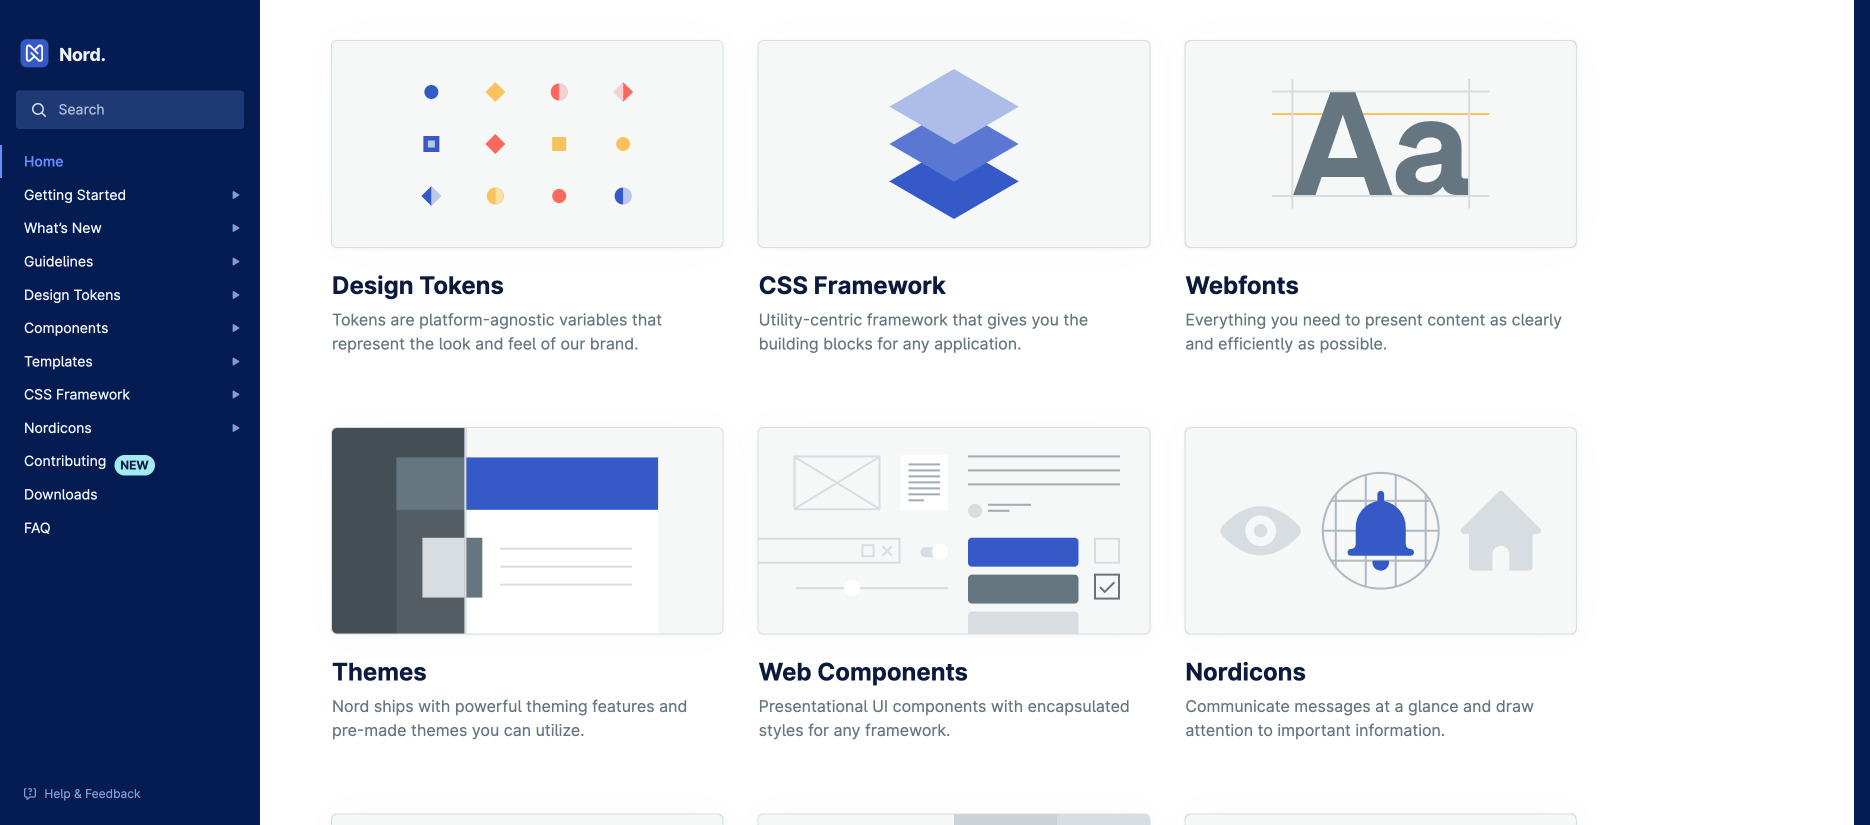 Nord.
Search
Home
Getting Started
What's New
Guidelines
Design Tokens
Components
Templates
CSS Framework
Nordicons
Contributing NEW
Downloads
FAQ
Help & Feedback
Design Tokens
Tokens are platform-agnostic variables that
represent the look and feel of our brand.
CSS Framework
Utility-centric framework that gives you the
building blocks for any application.
Aa
Webfonts
Everything you need to present content as clearly
and efficiently as possible.
Themes
Nord ships with powerful theming features and
pre-made themes you can utilize.
Web Components
Presentational UI components with encapsulated
styles for any framework.
Nordicons
Communicate messages at a glance and draw
attention to important information.